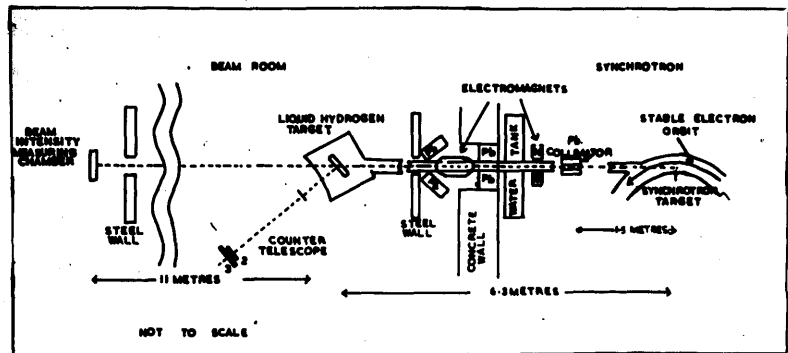 BEAM ROOM
SYNCHROTRON
ELECTROMAGNETS
LIQUID HYDROGEN
TARGET
STABLE ELECTRON
ORBIT
BEAM
INTENSITY
MEASURING
CHAMBER
Pb.
COLLIMATOR
Pb
Pb
WATER TANK
SYNCHROTRON
TARGET
STEEL
WALL
STEEL
WALL
CONCRETE
WALL
COUNTER
TELESCOPE
3 2
1·5 METRES
11 METRES
6·3 METRES
NOT TO SCALE